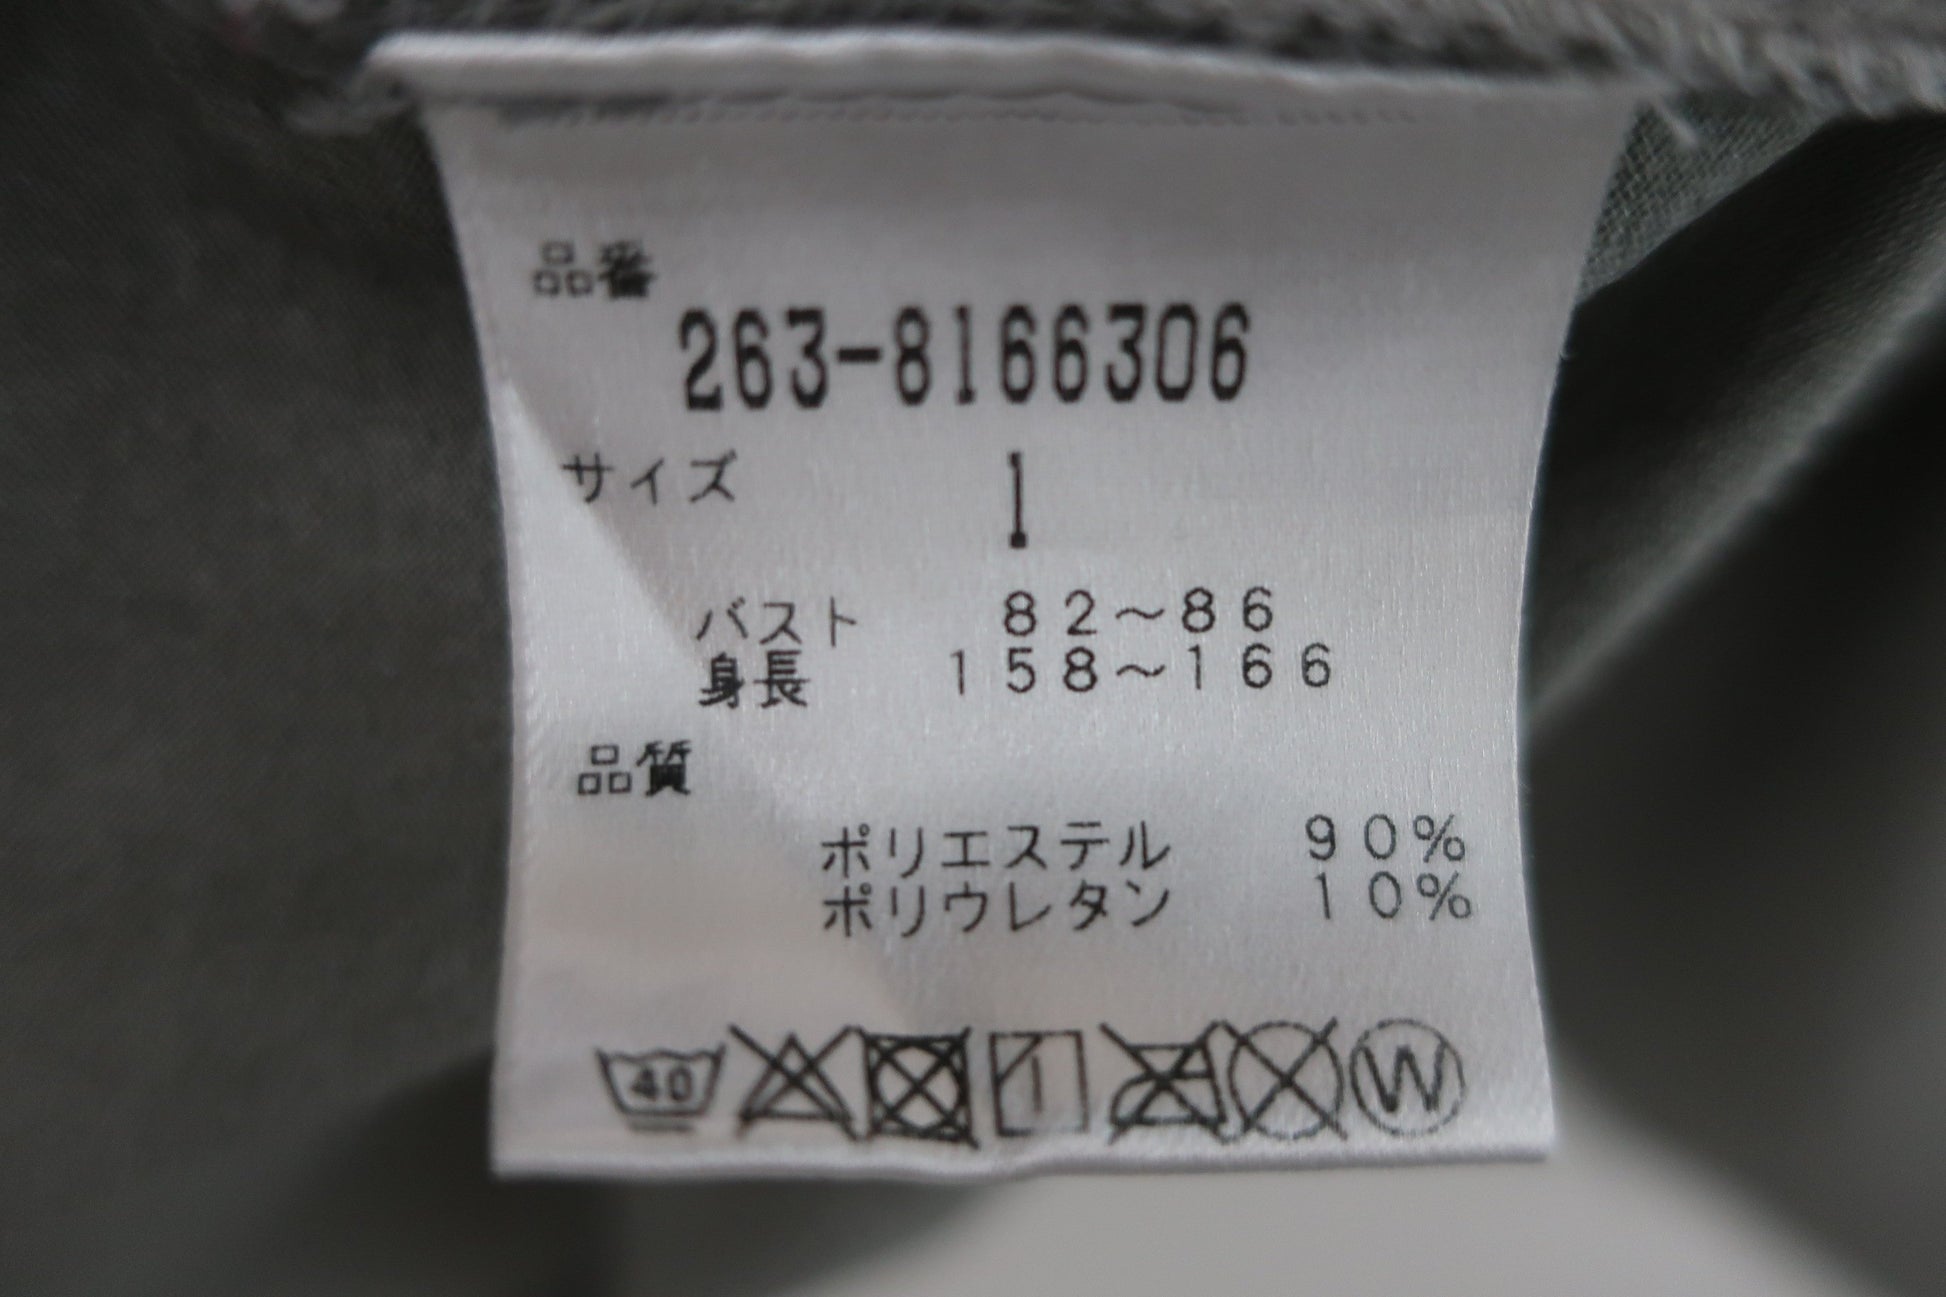 品番
263-8166306
サイズ 1
バスト 82〜86
身長 158〜166
品質
ポリエステル 90%
ポリウレタン 10%
40 W